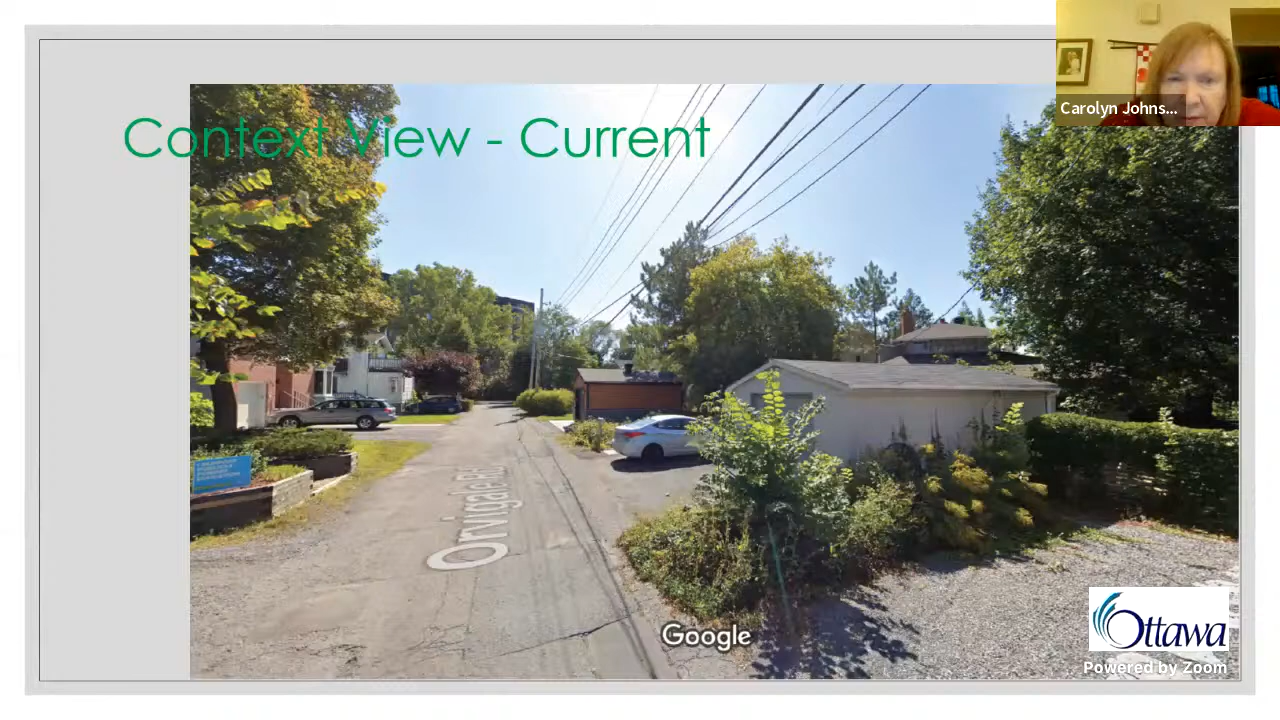 Context View - Current
Carolyn Johns...
Orvigale Rd
Google
Ottawa
Powered by Zoom